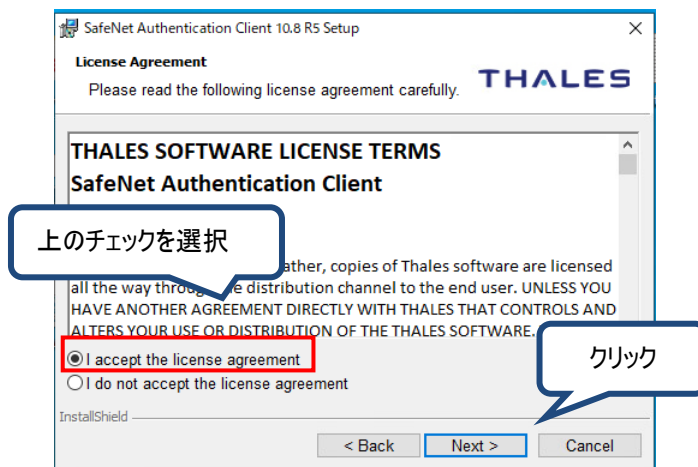 SafeNet Authentication Client 10.8 R5 Setup
License Agreement
Please read the following license agreement carefully.
THALES
THALES SOFTWARE LICENSE TERMS
SafeNet Authentication Client
上のチェックを選択
ather, copies of Thales software are licensed
all the way through distribution channel to the end user. UNLESS YOU
HAVE ANOTHER AGREEMENT DIRECTLY WITH THALES THAT CONTROLS AND
ALTERS YOUR USE OR DISTRIBUTION OF THE THALES SOFTWARE.
I accept the license agreement
クリック
I do not accept the license agreement
InstallShield
< Back
Next >
Cancel